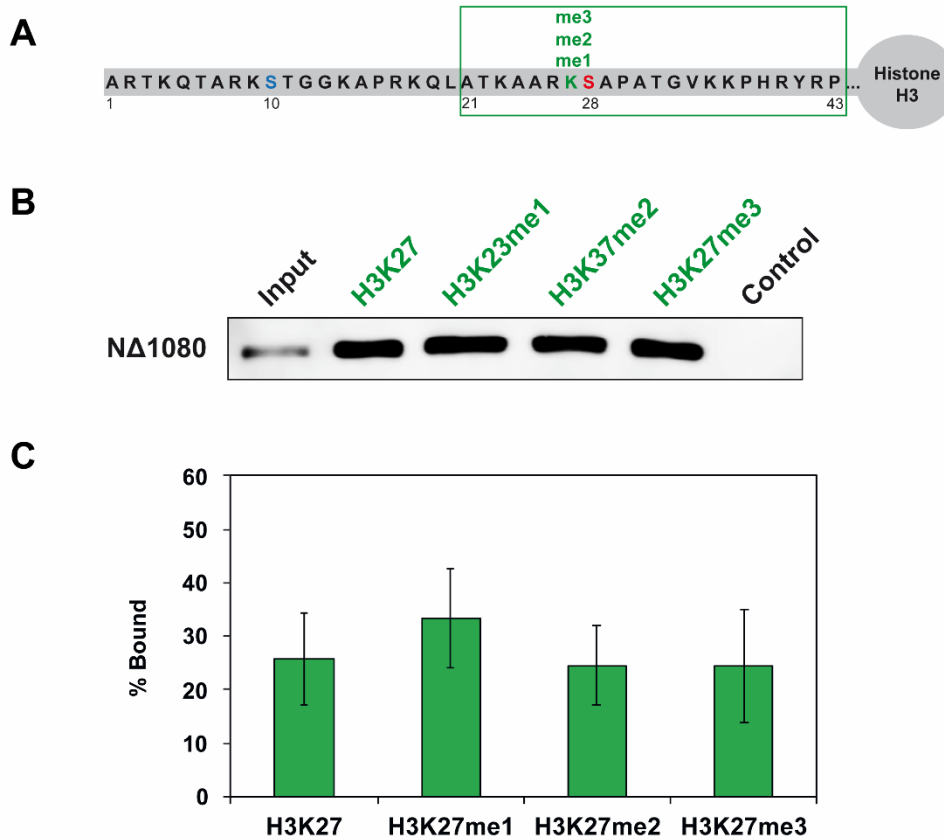 A
me3
me2
me1
ARTKQTARKSTGGKAPRKQLATKAARKSAPATGVKKPHRYRP...
Histone
H3
1 10 21 28 43
B
Input H3K27 H3K23me1 H3K37me2 H3K27me3 Control
NΔ1080
C
% Bound
60
50
40
30
20
10
0
H3K27 H3K27me1 H3K27me2 H3K27me3